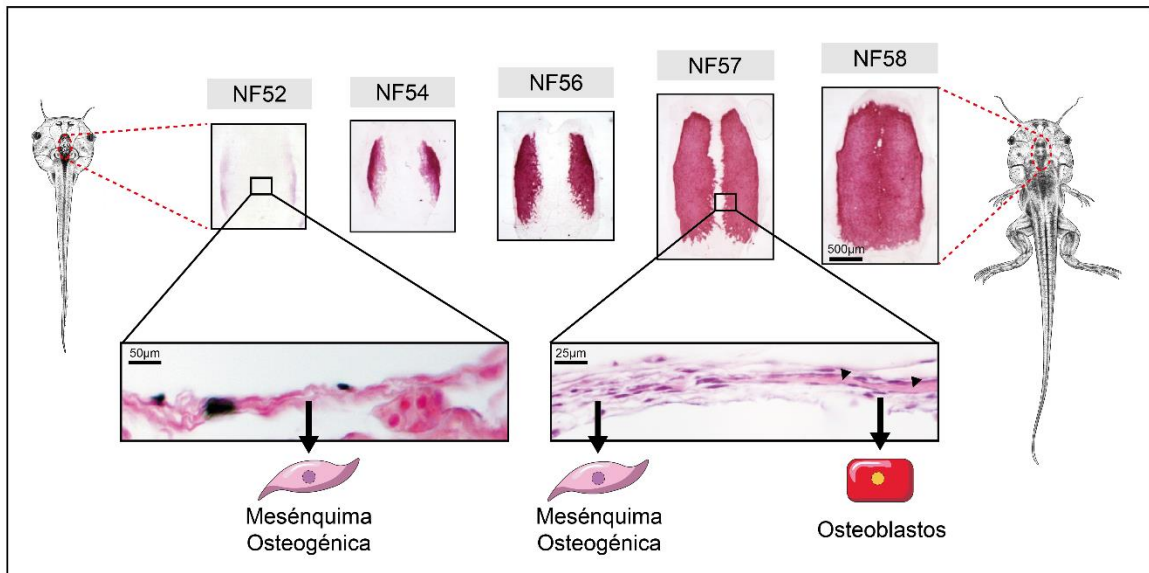 NF52
NF54
NF56
NF57
NF58
500µm
50µm
25µm
Mesénquima
Osteogénica
Mesénquima
Osteogénica
Osteoblastos